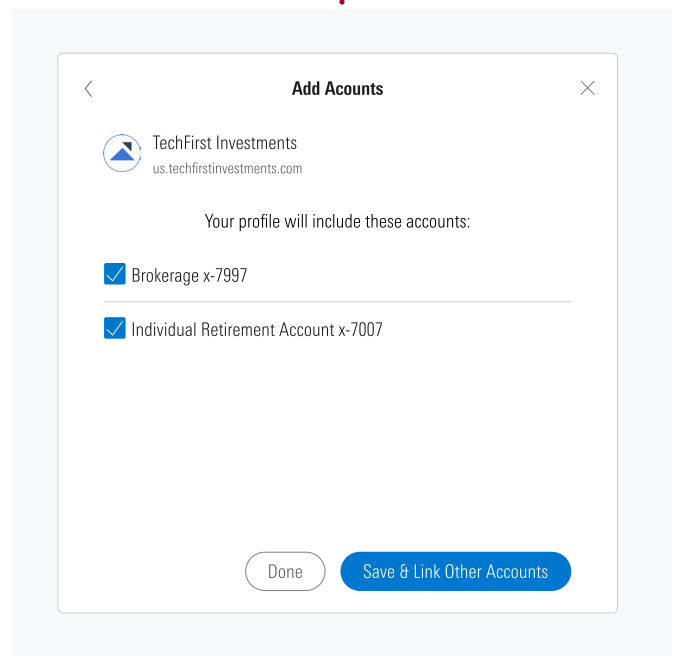 Add Acounts
TechFirst Investments
us.techfirstinvestments.com
Your profile will include these accounts:
Brokerage x-7997
Individual Retirement Account x-7007
Done
Save & Link Other Accounts